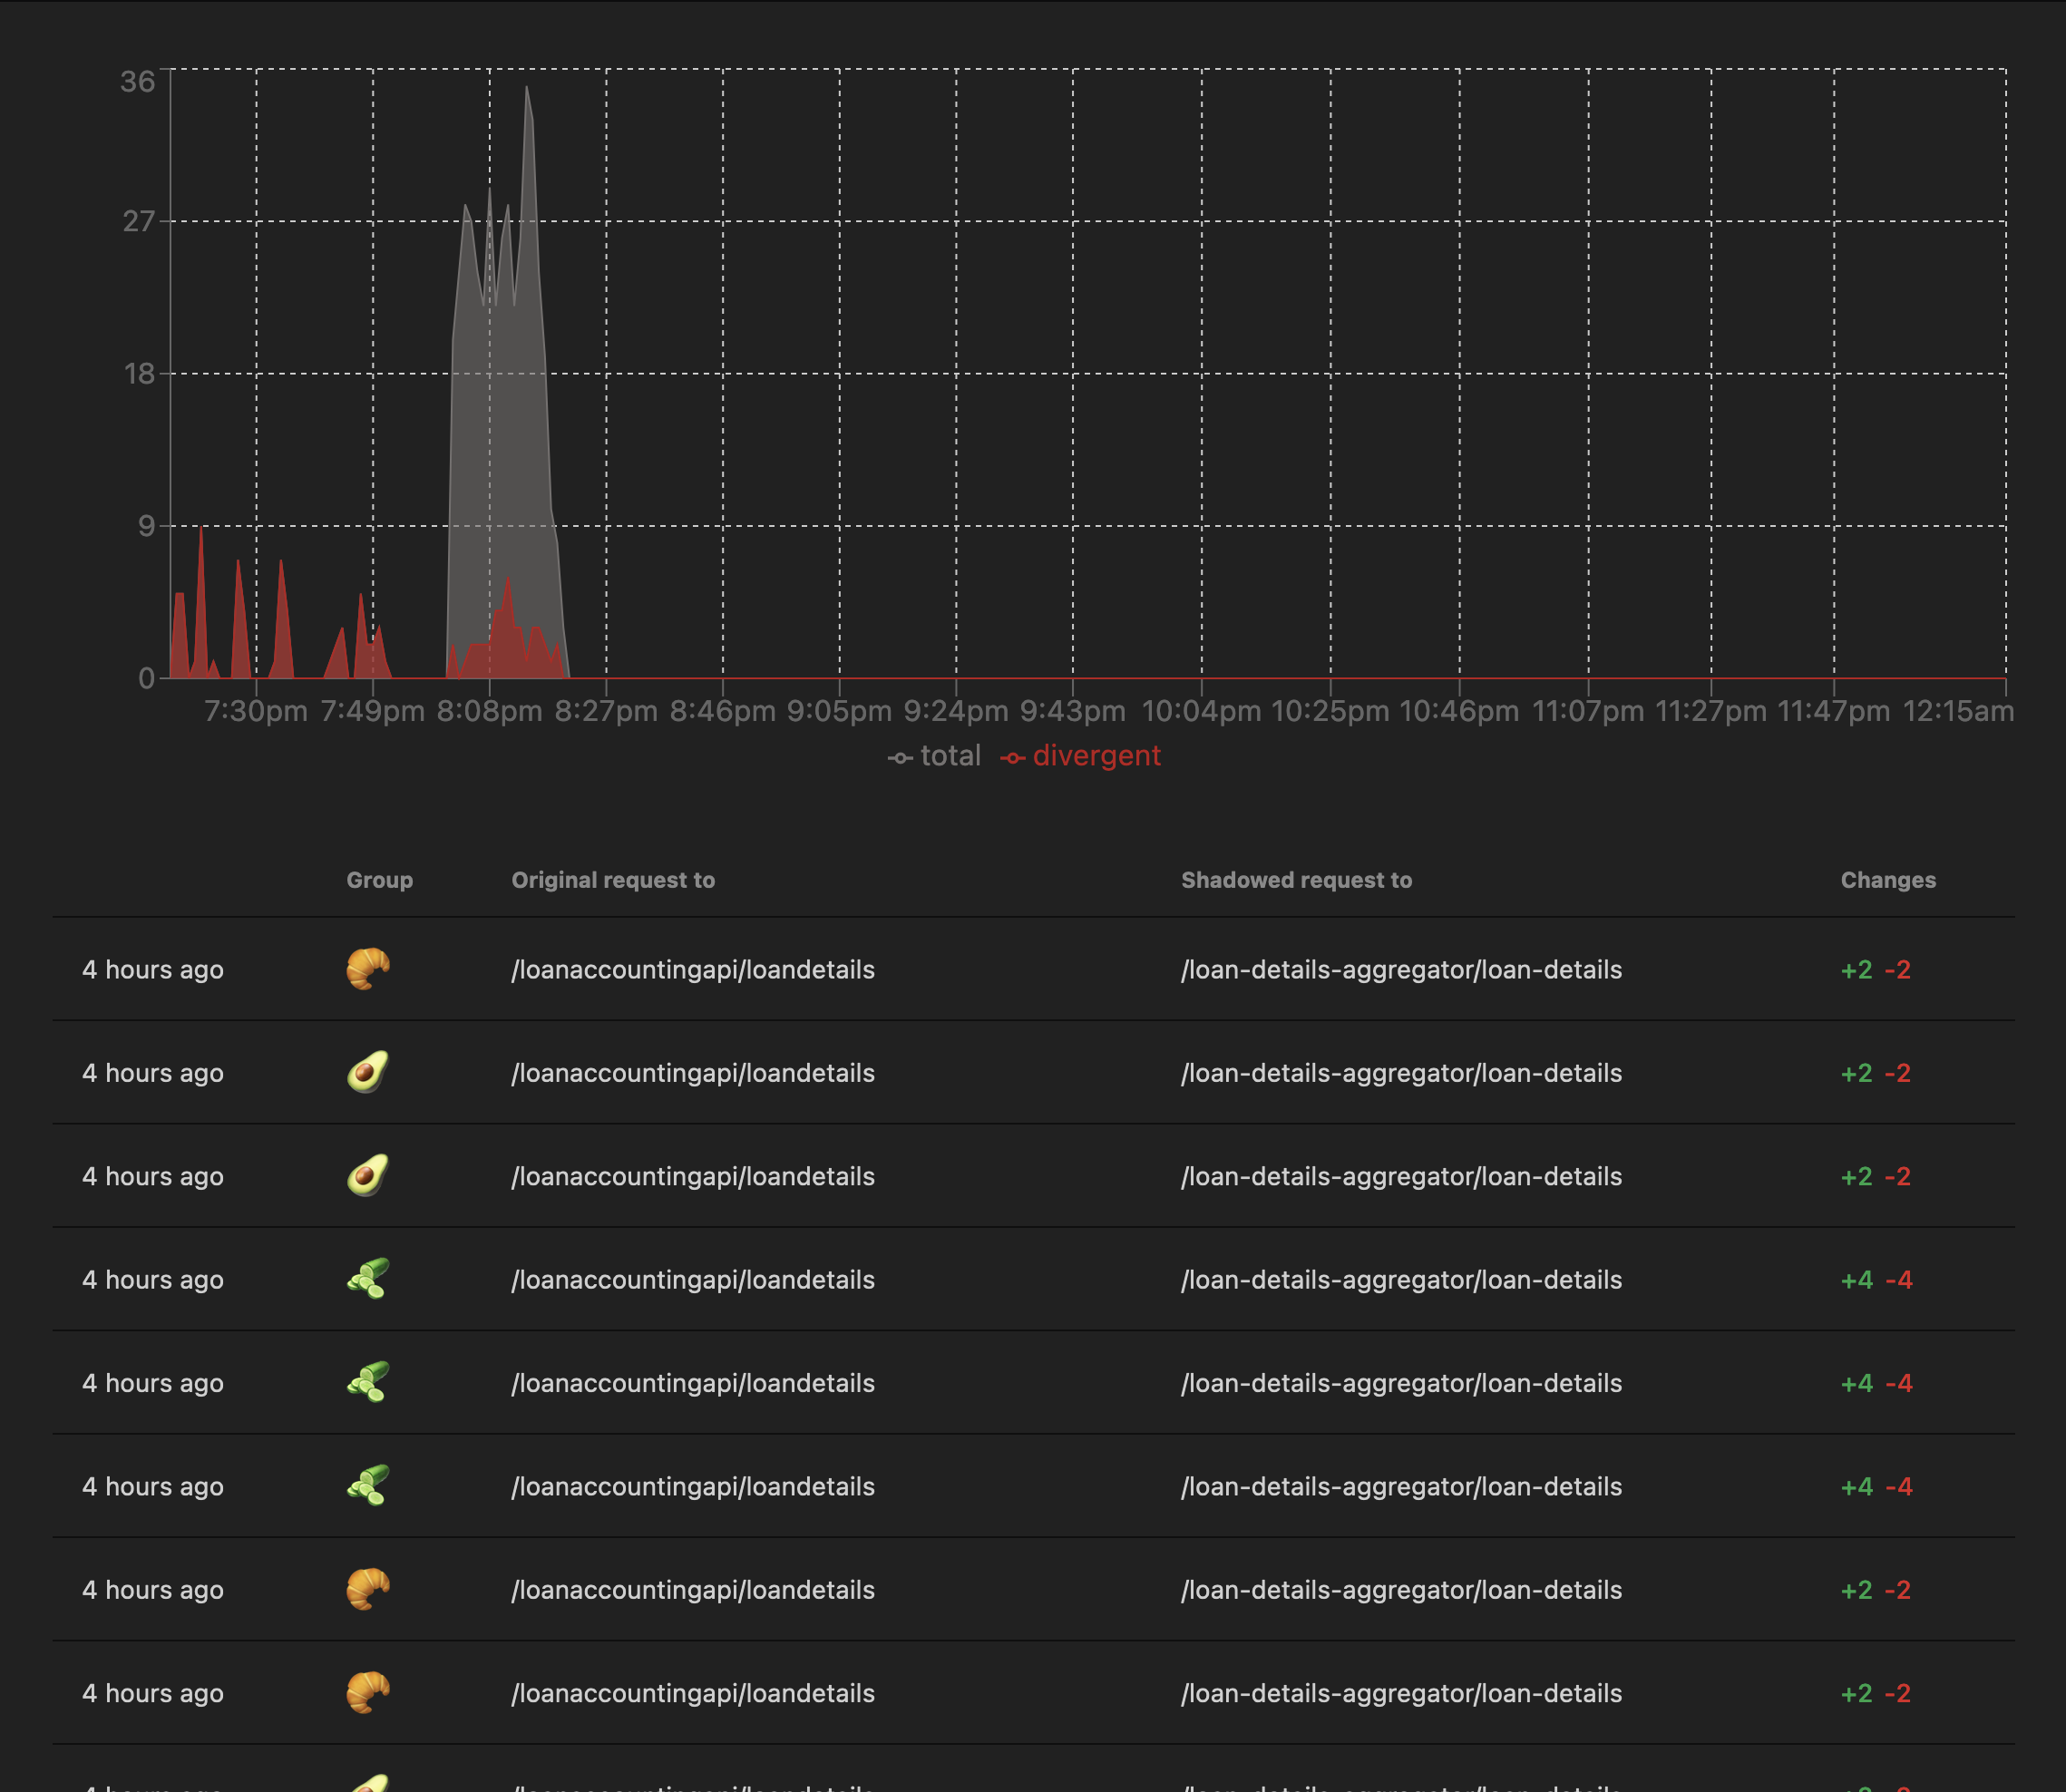 36
27
18
9
0
7:30pm 7:49pm 8:08pm 8:27pm 8:46pm 9:05pm 9:24pm 9:43pm 10:04pm 10:25pm 10:46pm 11:07pm 11:27pm 11:47pm 12:15am
total divergent
Group Original request to Shadowed request to Changes
4 hours ago /loanaccountingapi/loandetails /loan-details-aggregator/loan-details +2 -2
4 hours ago /loanaccountingapi/loandetails /loan-details-aggregator/loan-details +2 -2
4 hours ago /loanaccountingapi/loandetails /loan-details-aggregator/loan-details +2 -2
4 hours ago /loanaccountingapi/loandetails /loan-details-aggregator/loan-details +4 -4
4 hours ago /loanaccountingapi/loandetails /loan-details-aggregator/loan-details +4 -4
4 hours ago /loanaccountingapi/loandetails /loan-details-aggregator/loan-details +4 -4
4 hours ago /loanaccountingapi/loandetails /loan-details-aggregator/loan-details +2 -2
4 hours ago /loanaccountingapi/loandetails /loan-details-aggregator/loan-details +2 -2